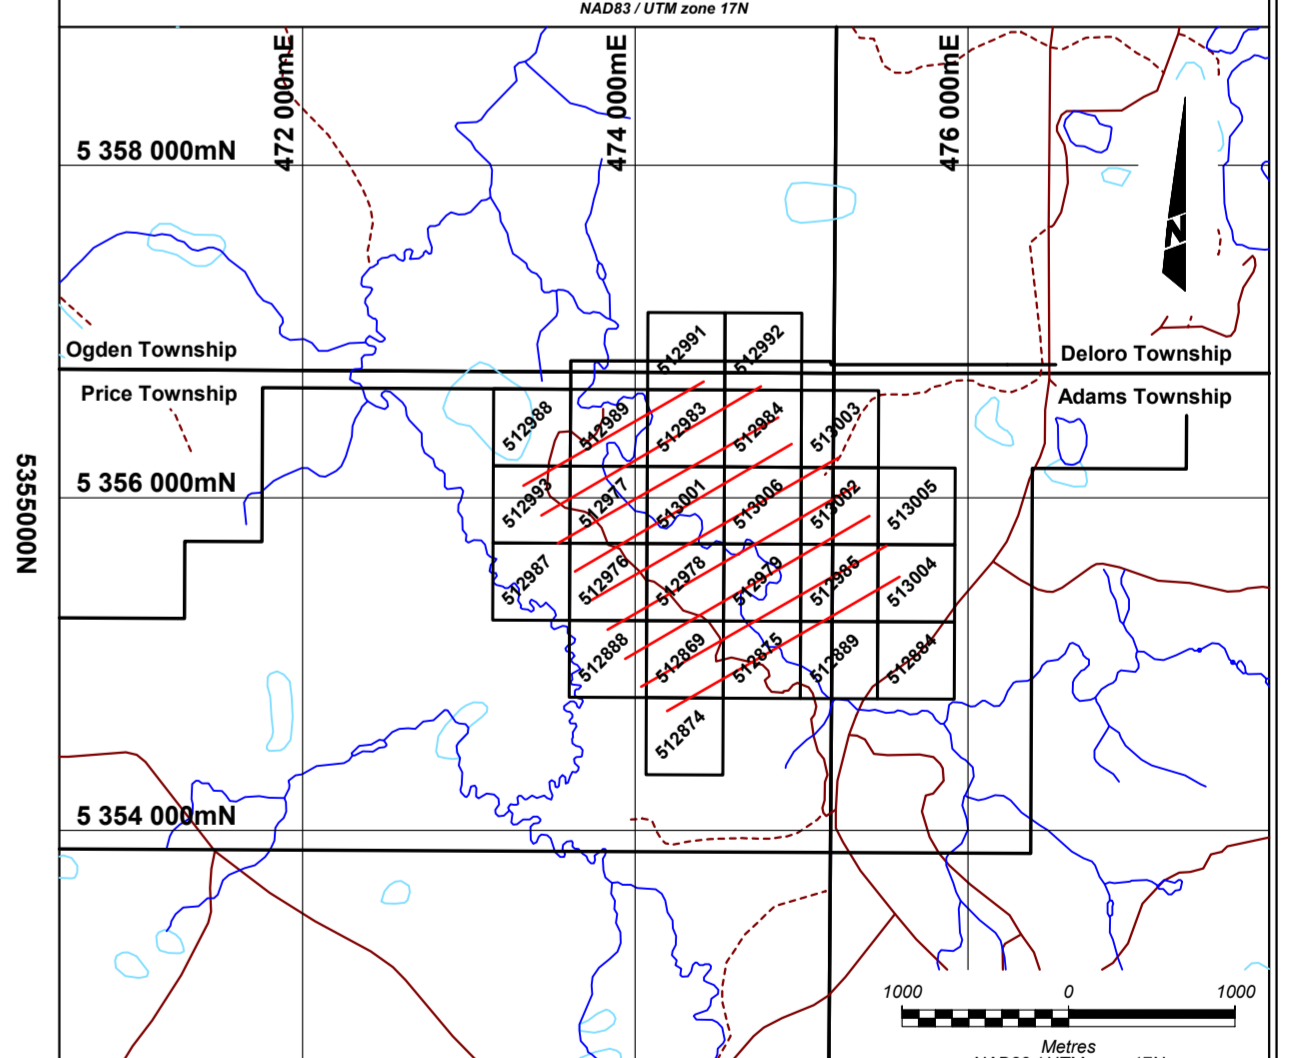 NAD83 / UTM zone 17N
472 000mE
474 000mE
476 000mE
5 358 000mN
N
Ogden Township
Deloro Township
Price Township
Adams Township
512991
512992
512988
512989
512983
512984
513003
5355000N
5 356 000mN
512993
512977
513001
513006
513002
513005
512987
512976
512978
512979
512985
513004
512888
512869
512875
512889
512884
512874
5 354 000mN
1000
0
1000
Metres